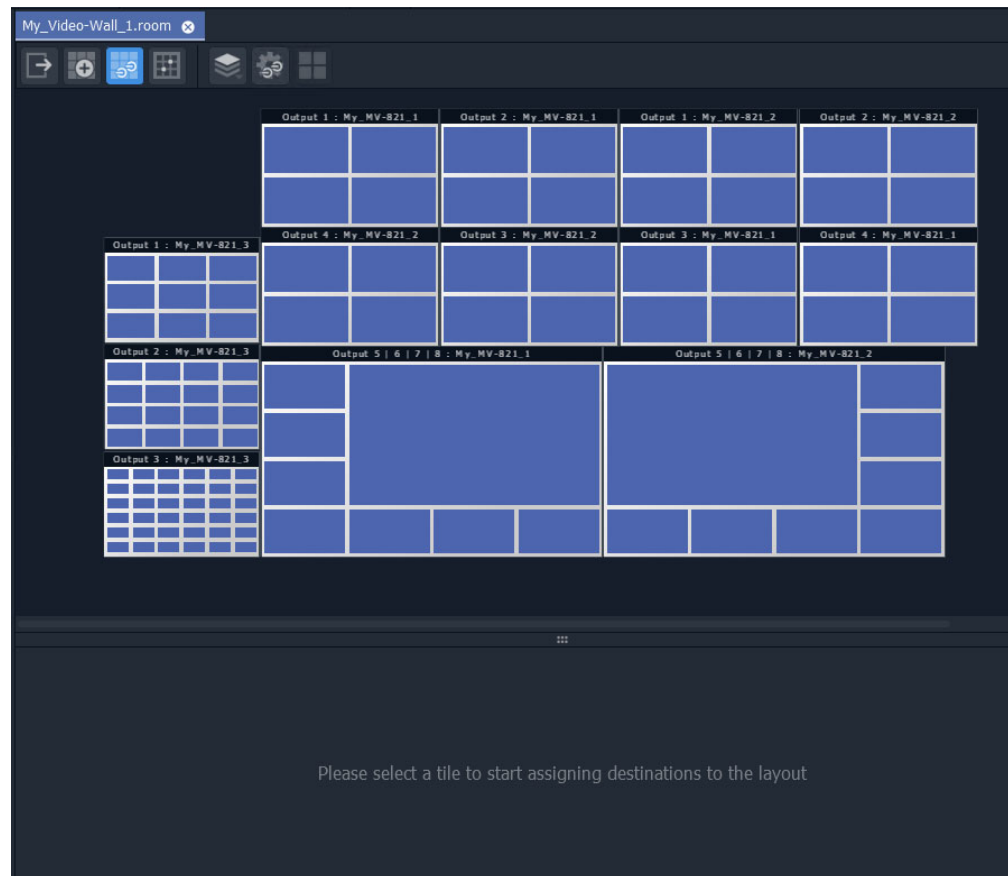 My_Video-Wall_1.room
Output 1 : My_MV-821_1
Output 2 : My_MV-821_1
Output 1 : My_MV-821_2
Output 2 : My_MV-821_2
Output 4 : My_MV-821_2
Output 3 : My_MV-821_2
Output 3 : My_MV-821_1
Output 4 : My_MV-821_1
Output 1 : My_MV-821_3
Output 2 : My_MV-821_3
Output 5 | 6 | 7 | 8 : My_MV-821_1
Output 5 | 6 | 7 | 8 : My_MV-821_2
Output 3 : My_MV-821_3
Please select a tile to start assigning destinations to the layout